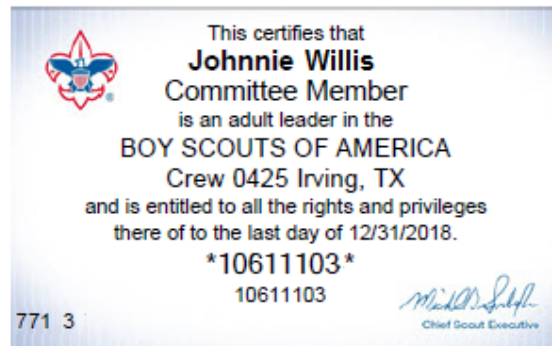 This certifies that
Johnnie Willis
Committee Member
is an adult leader in the
BOY SCOUTS OF AMERICA
Crew 0425 Irving, TX
and is entitled to all the rights and privileges
there of to the last day of 12/31/2018.
*10611103*
10611103
771 3
Chief Scout Executive